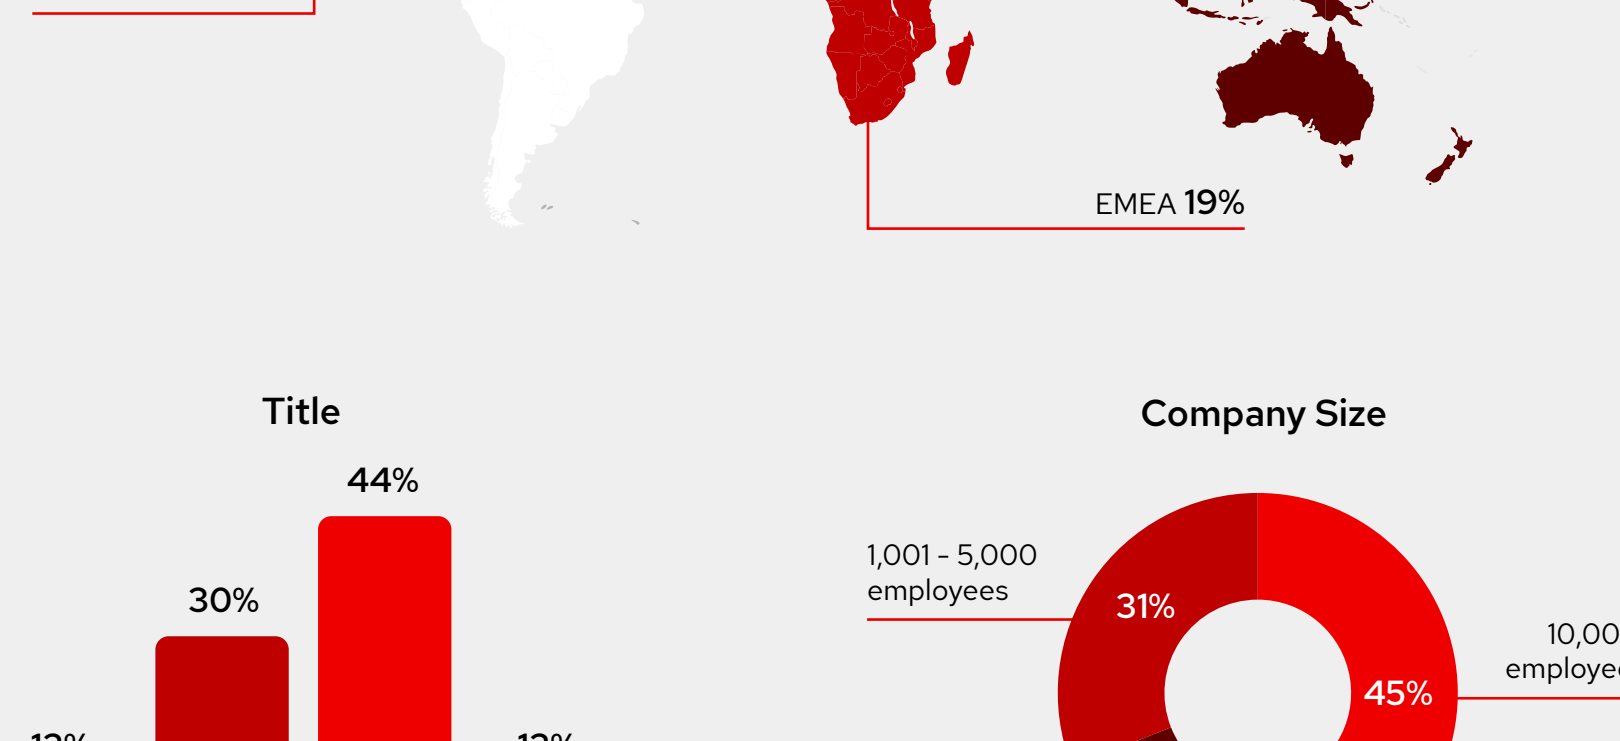 EMEA 19%
Title
Company Size
44%
30%
1,001 - 5,000
employees
31%
45%